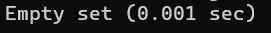 Empty set (0.001 sec)